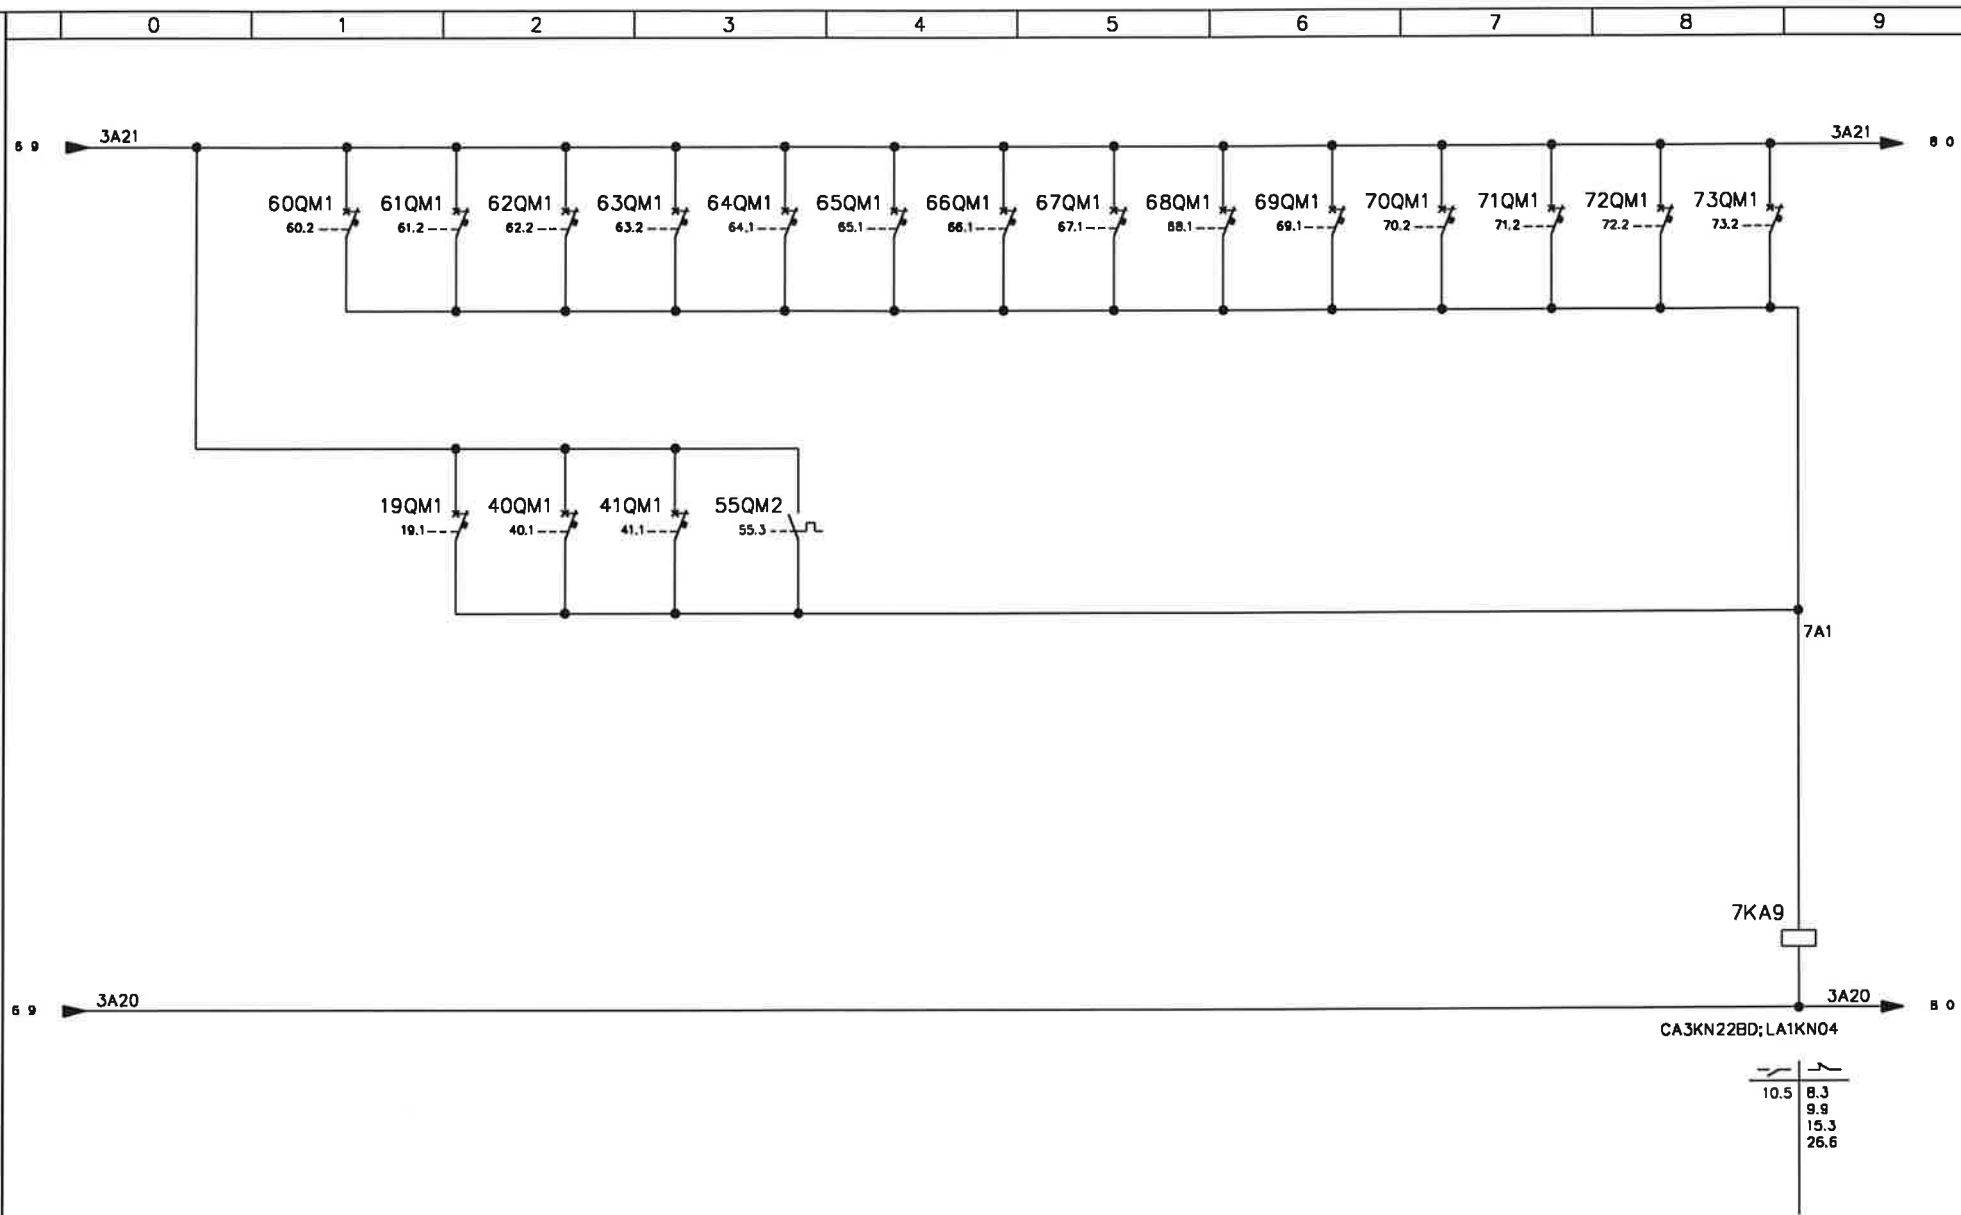 0 1 2 3 4 5 6 7 8 9
6 9 3A21 3A21 8 0
60QM1 61QM1 62QM1 63QM1 64QM1 65QM1 66QM1 67QM1 68QM1 69QM1 70QM1 71QM1 72QM1 73QM1
60.2 61.2 62.2 63.2 64.1 65.1 66.1 67.1 68.1 69.1 70.2 71.2 72.2 73.2
19QM1 40QM1 41QM1 55QM2
19.1 40.1 41.1 55.3
7A1
7KA9
6 9 3A20 3A20 8 0
CA3KN22BD;LA1KN04
10.5 8.3
9.9
15.3
26.6